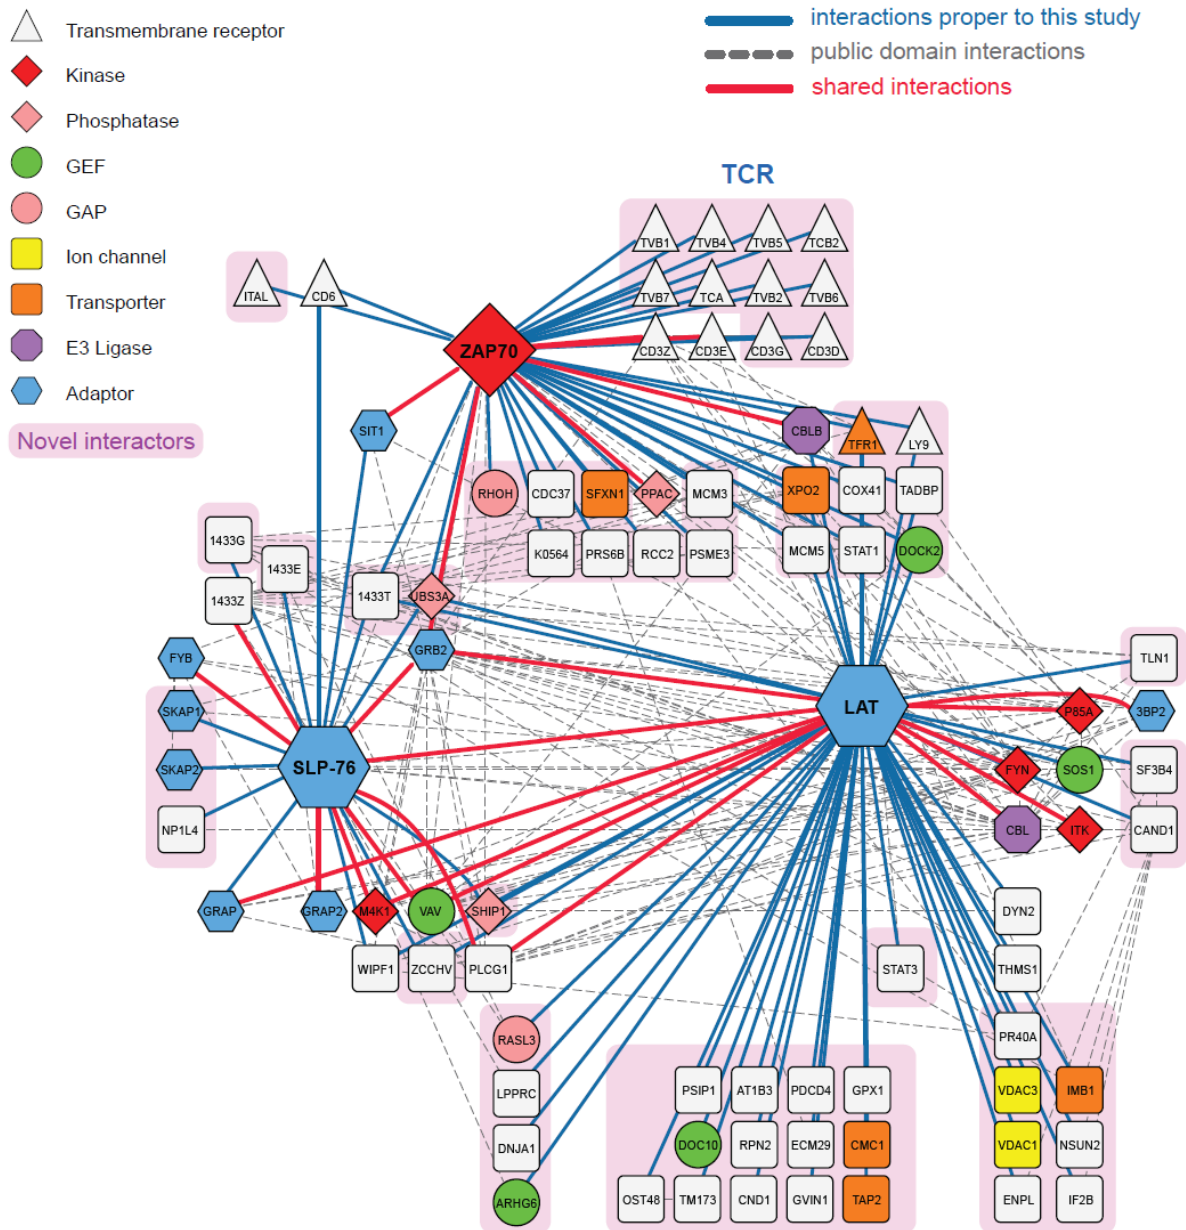 Transmembrane receptor
Kinase
Phosphatase
GEF
GAP
Ion channel
Transporter
E3 Ligase
Adaptor
Novel interactors
interactions proper to this study
public domain interactions
shared interactions
TCR
TVB1 TVB4 TVB5 TCB2
ITAL CD6 TVB7 TCA TVB2 TVB6
ZAP70 CD3Z CD3E CD3G CD3D
SIT1 CBLB TFR1 LY9
RHOH CDC37 SFXN1 PPAC MCM3 XPO2 COX41 TADBP
1433G K0564 PRS6B RCC2 PSME3 MCM5 STAT1 DOCK2
1433E
1433Z 1433T UBS3A
FYB GRB2 TLN1
SKAP1 LAT P85A 3BP2
SKAP2 SLP-76 FYN SOS1 SF3B4
NP1L4 CBL ITK CAND1
GRAP GRAP2 M4K1 VAV SHIP1 DYN2
WIPF1 ZCCHV PLCG1 STAT3 THMS1
RASL3 PR40A
LPPRC PSIP1 AT1B3 PDCD4 GPX1 VDAC3 IMB1
DNJA1 DOC10 RPN2 ECM29 CMC1 VDAC1 NSUN2
ARHG6 OST48 TM173 CND1 GVIN1 TAP2 ENPL IF2B